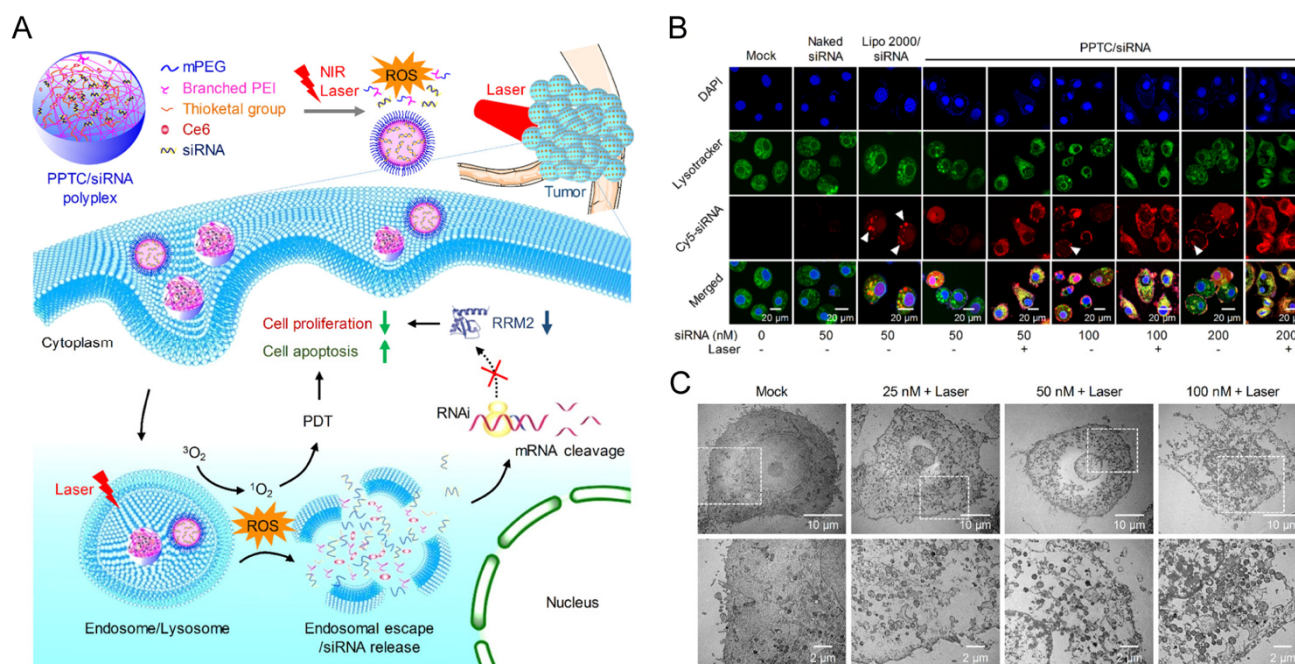 A
mPEG
Branched PEI
Thioketal group
Ce6
siRNA
PPTC/siRNA
polyplex
NIR
Laser
ROS
Laser
Tumor
Cytoplasm
Cell proliferation
Cell apoptosis
RRM2
PDT
RNAi
mRNA cleavage
³O₂
¹O₂
Laser
ROS
Endosome/Lysosome
Endosomal escape
/siRNA release
Nucleus
B
Mock
Naked
siRNA
Lipo 2000/
siRNA
PPTC/siRNA
DAPI
Lysotracker
Cy5-siRNA
Merged
20 µm 20 µm 20 µm 20 µm 20 µm 20 µm 20 µm 20 µm 20 µm
siRNA (nM) 0 50 50 50 50 100 100 200 200
Laser - - - - + - + - +
C
Mock 25 nM + Laser 50 nM + Laser 100 nM + Laser
10 µm 10 µm 10 µm 10 µm
2 µm 2 µm 2 µm 2 µm